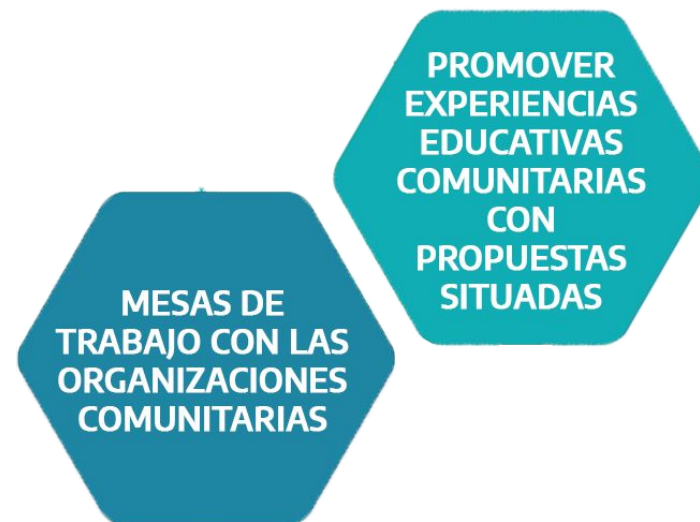 PROMOVER
EXPERIENCIAS
EDUCATIVAS
COMUNITARIAS
CON
PROPUESTAS
SITUADAS
MESAS DE
TRABAJO CON LAS
ORGANIZACIONES
COMUNITARIAS